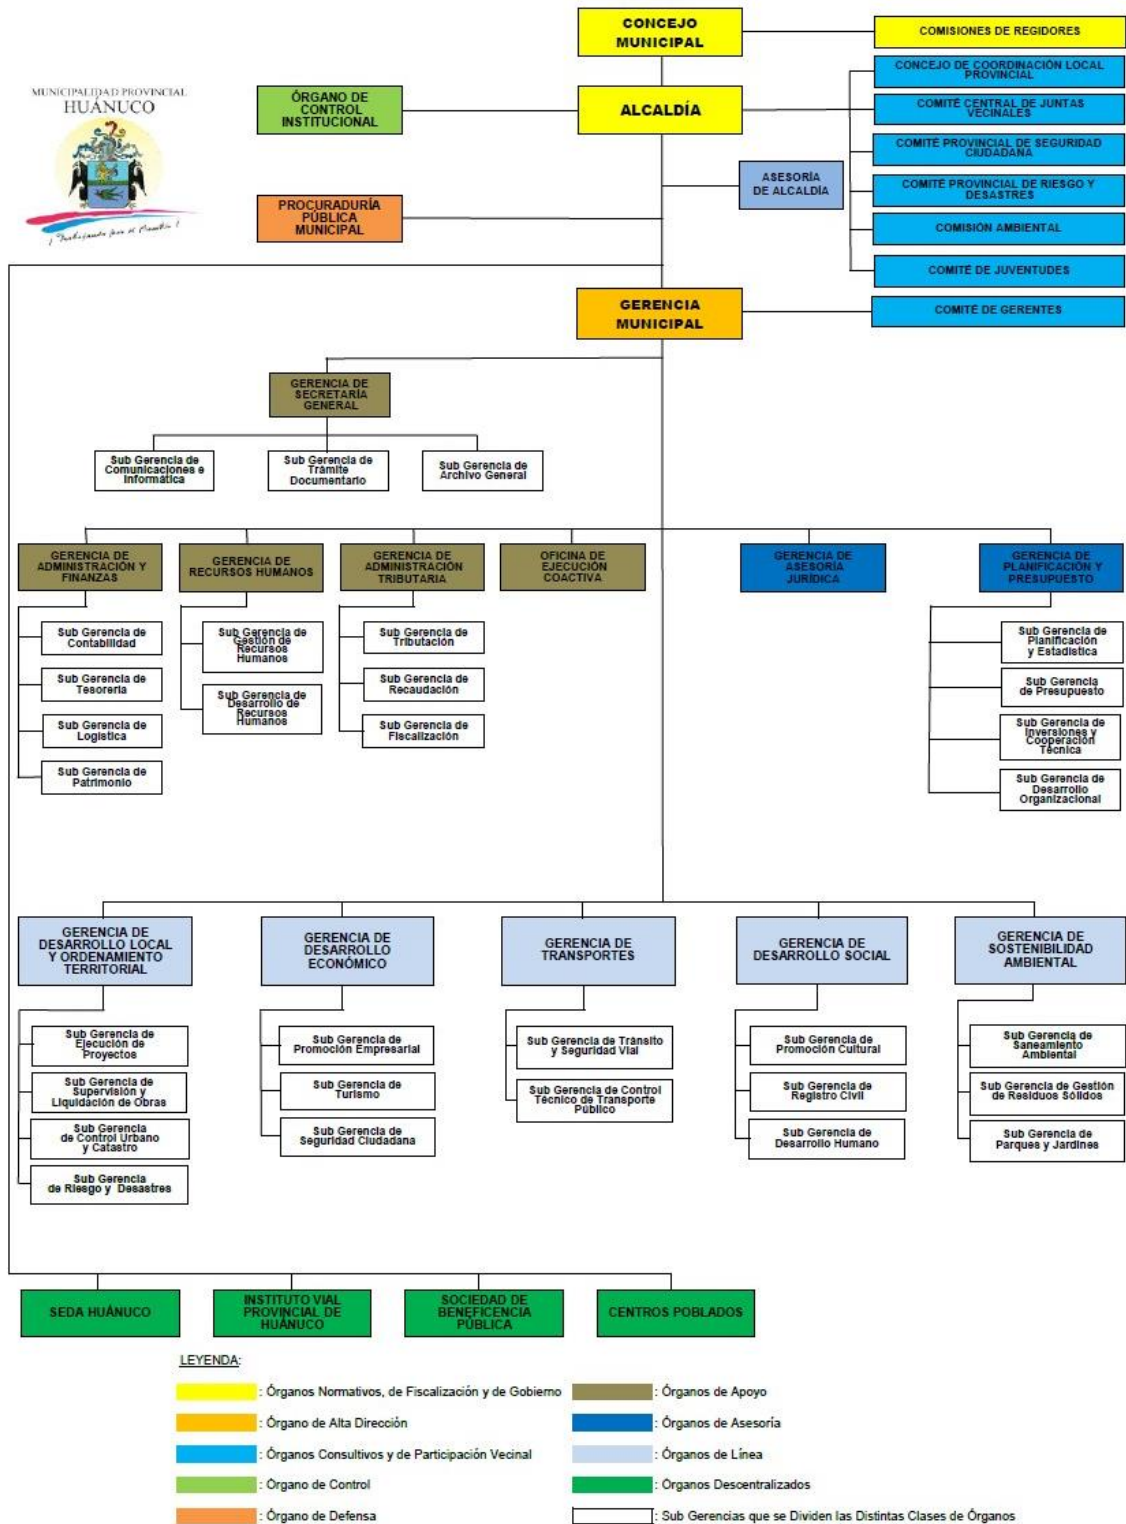 CONCEJO
MUNICIPAL
COMISIONES DE REGIDORES
MUNICIPALIDAD PROVINCIAL
HUÁNUCO
¡ Trabajando por el Cambio !
ÓRGANO DE
CONTROL
INSTITUCIONAL
ALCALDÍA
CONCEJO DE COORDINACIÓN LOCAL
PROVINCIAL
COMITÉ CENTRAL DE JUNTAS
VECINALES
COMITÉ PROVINCIAL DE SEGURIDAD
CIUDADANA
COMITÉ PROVINCIAL DE RIESGO Y
DESASTRES
COMISIÓN AMBIENTAL
COMITÉ DE JUVENTUDES
ASESORÍA
DE ALCALDÍA
PROCURADURÍA
PÚBLICA
MUNICIPAL
GERENCIA
MUNICIPAL
COMITÉ DE GERENTES
GERENCIA DE
SECRETARÍA
GENERAL
Sub Gerencia de
Comunicaciones e
Informática
Sub Gerencia de
Trámite
Documentario
Sub Gerencia de
Archivo General
GERENCIA DE
ADMINISTRACIÓN Y
FINANZAS
GERENCIA DE
RECURSOS HUMANOS
GERENCIA DE
ADMINISTRACIÓN
TRIBUTARIA
OFICINA DE
EJECUCIÓN
COACTIVA
GERENCIA DE
ASESORÍA
JURÍDICA
GERENCIA DE
PLANIFICACIÓN Y
PRESUPUESTO
Sub Gerencia de
Contabilidad
Sub Gerencia de
Tesorería
Sub Gerencia de
Logística
Sub Gerencia de
Patrimonio
Sub Gerencia de
Gestión de
Recursos
Humanos
Sub Gerencia de
Desarrollo de
Recursos
Humanos
Sub Gerencia de
Tributación
Sub Gerencia de
Recaudación
Sub Gerencia de
Fiscalización
Sub Gerencia de
Planificación
y Estadística
Sub Gerencia
de Presupuesto
Sub Gerencia de
Inversiones y
Cooperación
Técnica
Sub Gerencia de
Desarrollo
Organizacional
GERENCIA DE
DESARROLLO LOCAL
Y ORDENAMIENTO
TERRITORIAL
GERENCIA DE
DESARROLLO
ECONÓMICO
GERENCIA DE
TRANSPORTES
GERENCIA DE
DESARROLLO SOCIAL
GERENCIA DE
SOSTENIBILIDAD
AMBIENTAL
Sub Gerencia de
Ejecución de
Proyectos
Sub Gerencia de
Supervisión y
Liquidación de Obras
Sub Gerencia
de Control Urbano
y Catastro
Sub Gerencia
de Riesgo y Desastres
Sub Gerencia de
Promoción Empresarial
Sub Gerencia de
Turismo
Sub Gerencia de
Seguridad Ciudadana
Sub Gerencia de Tránsito
y Seguridad Vial
Sub Gerencia de Control
Técnico de Transporte
Público
Sub Gerencia de
Promoción Cultural
Sub Gerencia de
Registro Civil
Sub Gerencia de
Desarrollo Humano
Sub Gerencia de
Saneamiento
Ambiental
Sub Gerencia de Gestión
de Residuos Sólidos
Sub Gerencia de
Parques y Jardines
SEDA HUÁNUCO
INSTITUTO VIAL
PROVINCIAL DE
HUÁNUCO
SOCIEDAD DE
BENEFICENCIA
PÚBLICA
CENTROS POBLADOS
LEYENDA:
: Órganos Normativos, de Fiscalización y de Gobierno
: Órgano de Alta Dirección
: Órganos Consultivos y de Participación Vecinal
: Órgano de Control
: Órgano de Defensa
: Órganos de Apoyo
: Órganos de Asesoría
: Órganos de Línea
: Órganos Descentralizados
: Sub Gerencias que se Dividen las Distintas Clases de Órganos